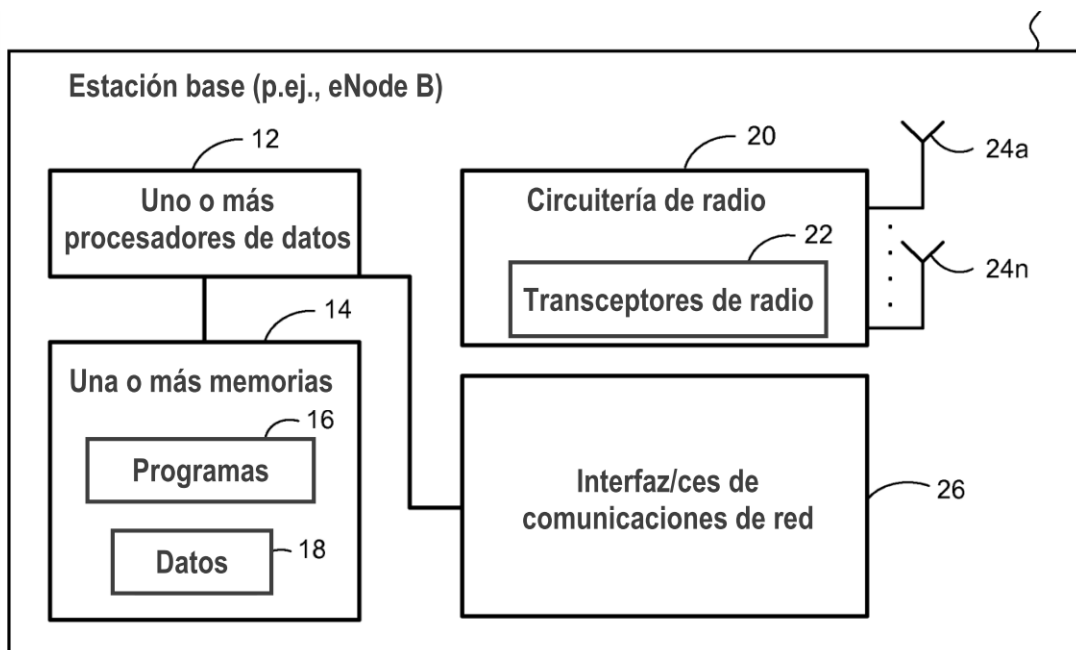 Estación base (p.ej., eNode B)
12
Uno o más
procesadores de datos
14
Una o más memorias
16
Programas
18
Datos
20
Circuitería de radio
22
Transceptores de radio
24a
24n
Interfaz/ces de
comunicaciones de red
26